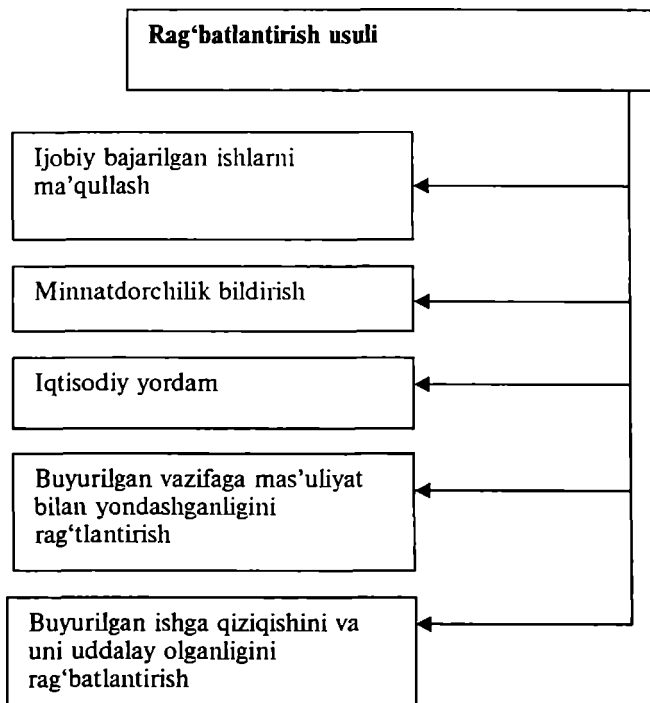 Rag‘batlantirish usuli
Ijobiy bajarilgan ishlarni
ma’qullash
Minnatdorchilik bildirish
Iqtisodiy yordam
Buyurilgan vazifaga mas’uliyat
bilan yondashganligini
rag‘tlantirish
Buyurilgan ishga qiziqishini va
uni uddalay olganligini
rag‘batlantirish